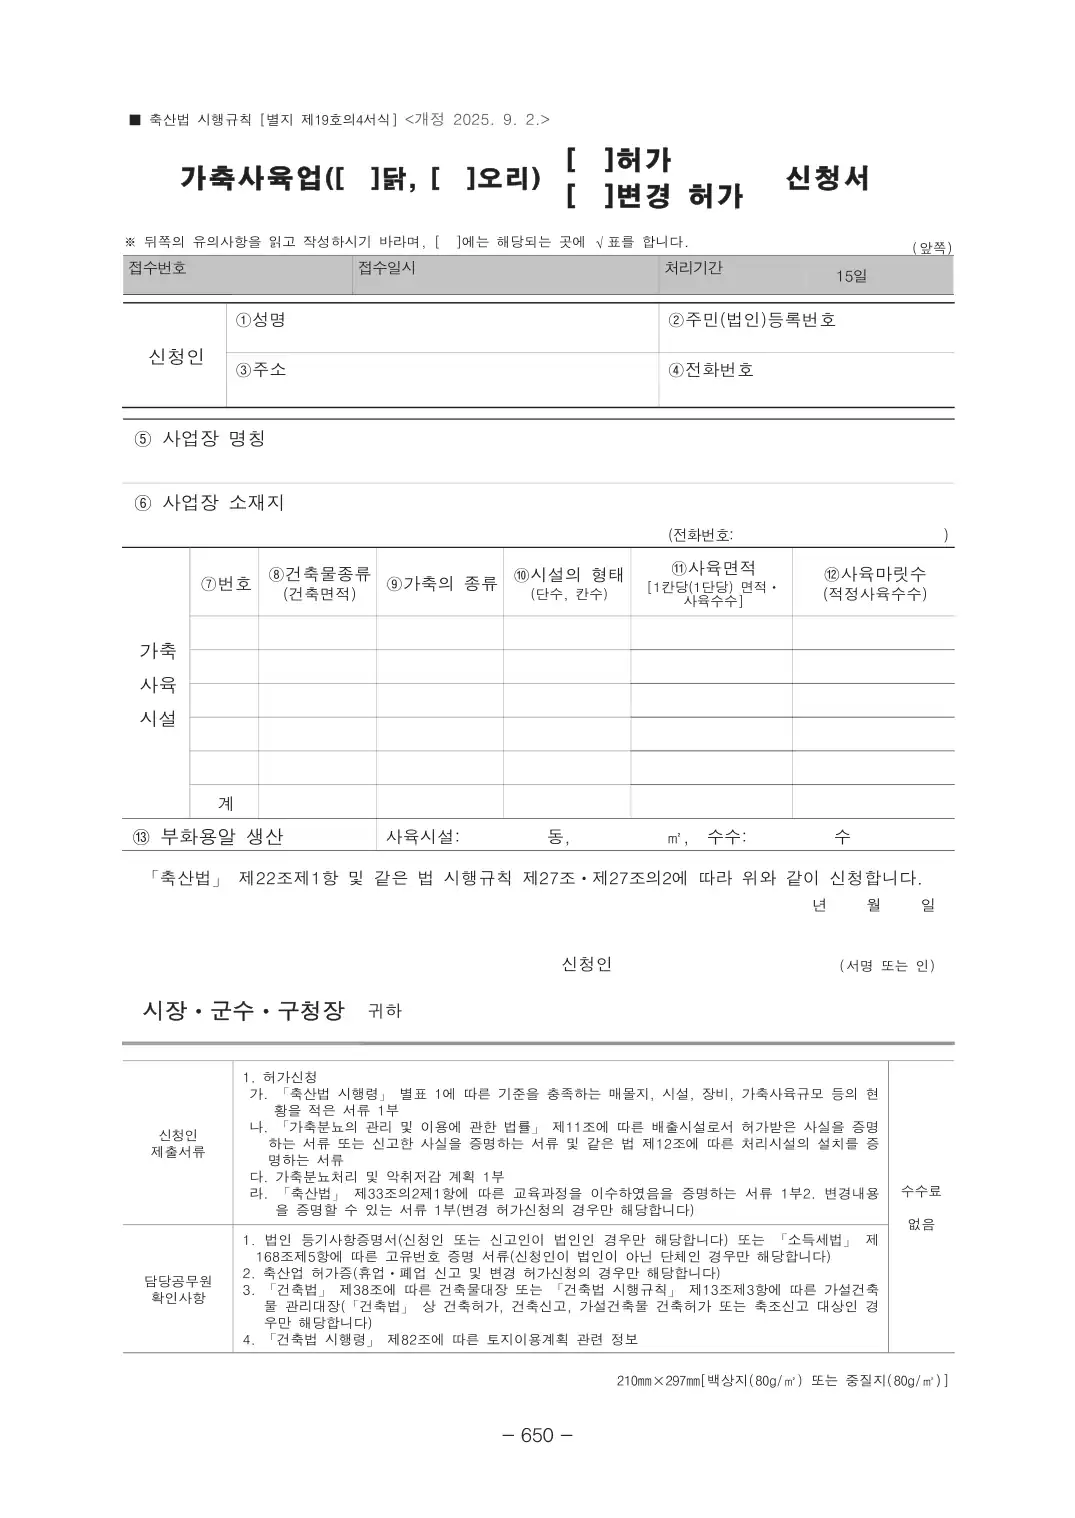 ■ 축산법 시행규칙 [별지 제19호의4서식] <개정 2025. 9. 2.>
가축사육업([ ]닭, [ ]오리) [ ]허가 [ ]변경 허가 신청서
※ 뒤쪽의 유의사항을 읽고 작성하시기 바라며, [ ]에는 해당되는 곳에 √표를 합니다.
(앞쪽)
접수번호 접수일시 처리기간 15일
신청인
①성명 ②주민(법인)등록번호
③주소 ④전화번호
⑤ 사업장 명칭
⑥ 사업장 소재지
(전화번호: )
가축
사육
시설
⑦번호
⑧건축물종류
(건축면적)
⑨가축의 종류
⑩시설의 형태
(단수, 칸수)
⑪사육면적
[1칸당(1단당) 면적·
사육수수]
⑫사육마릿수
(적정사육수수)
계
⑬ 부화용알 생산 사육시설: 동, ㎡, 수수: 수
「축산법」 제22조제1항 및 같은 법 시행규칙 제27조·제27조의2에 따라 위와 같이 신청합니다.
년 월 일
신청인 (서명 또는 인)
시장·군수·구청장 귀하
신청인
제출서류
1. 허가신청
가. 「축산법 시행령」 별표 1에 따른 기준을 충족하는 매몰지, 시설, 장비, 가축사육규모 등의 현
황을 적은 서류 1부
나. 「가축분뇨의 관리 및 이용에 관한 법률」 제11조에 따른 배출시설로서 허가받은 사실을 증명
하는 서류 또는 신고한 사실을 증명하는 서류 및 같은 법 제12조에 따른 처리시설의 설치를 증
명하는 서류
다. 가축분뇨처리 및 악취저감 계획 1부
라. 「축산법」 제33조의2제1항에 따른 교육과정을 이수하였음을 증명하는 서류 1부2. 변경내용
을 증명할 수 있는 서류 1부(변경 허가신청의 경우만 해당합니다)
수수료
없음
담당공무원
확인사항
1. 법인 등기사항증명서(신청인 또는 신고인이 법인인 경우만 해당합니다) 또는 「소득세법」 제
168조제5항에 따른 고유번호 증명 서류(신청인이 법인이 아닌 단체인 경우만 해당합니다)
2. 축산업 허가증(휴업·폐업 신고 및 변경 허가신청의 경우만 해당합니다)
3. 「건축법」 제38조에 따른 건축물대장 또는 「건축법 시행규칙」 제13조제3항에 따른 가설건축
물 관리대장(「건축법」 상 건축허가, 건축신고, 가설건축물 건축허가 또는 축조신고 대상인 경
우만 해당합니다)
4. 「건축법 시행령」 제82조에 따른 토지이용계획 관련 정보
210㎜×297㎜[백상지(80g/㎡) 또는 중질지(80g/㎡)]
- 650 -